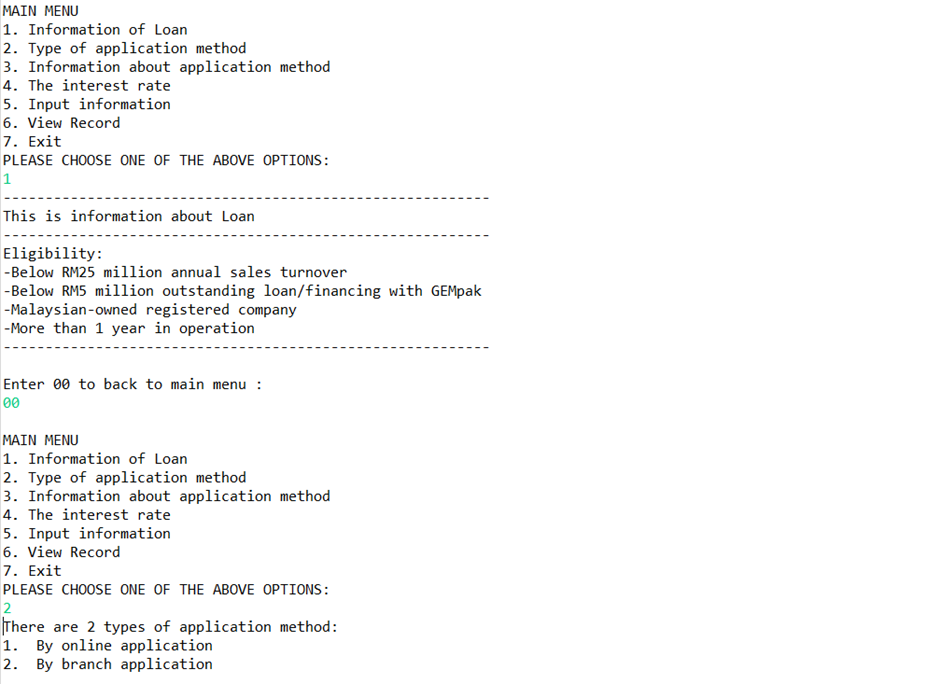 MAIN MENU
1. Information of Loan
2. Type of application method
3. Information about application method
4. The interest rate
5. Input information
6. View Record
7. Exit
PLEASE CHOOSE ONE OF THE ABOVE OPTIONS:
1
----------------------------------------------------------
This is information about Loan
----------------------------------------------------------
Eligibility:
-Below RM25 million annual sales turnover
-Below RM5 million outstanding loan/financing with GEMpak
-Malaysian-owned registered company
-More than 1 year in operation
----------------------------------------------------------
Enter 00 to back to main menu :
00
MAIN MENU
1. Information of Loan
2. Type of application method
3. Information about application method
4. The interest rate
5. Input information
6. View Record
7. Exit
PLEASE CHOOSE ONE OF THE ABOVE OPTIONS:
2
There are 2 types of application method:
1.  By online application
2.  By branch application